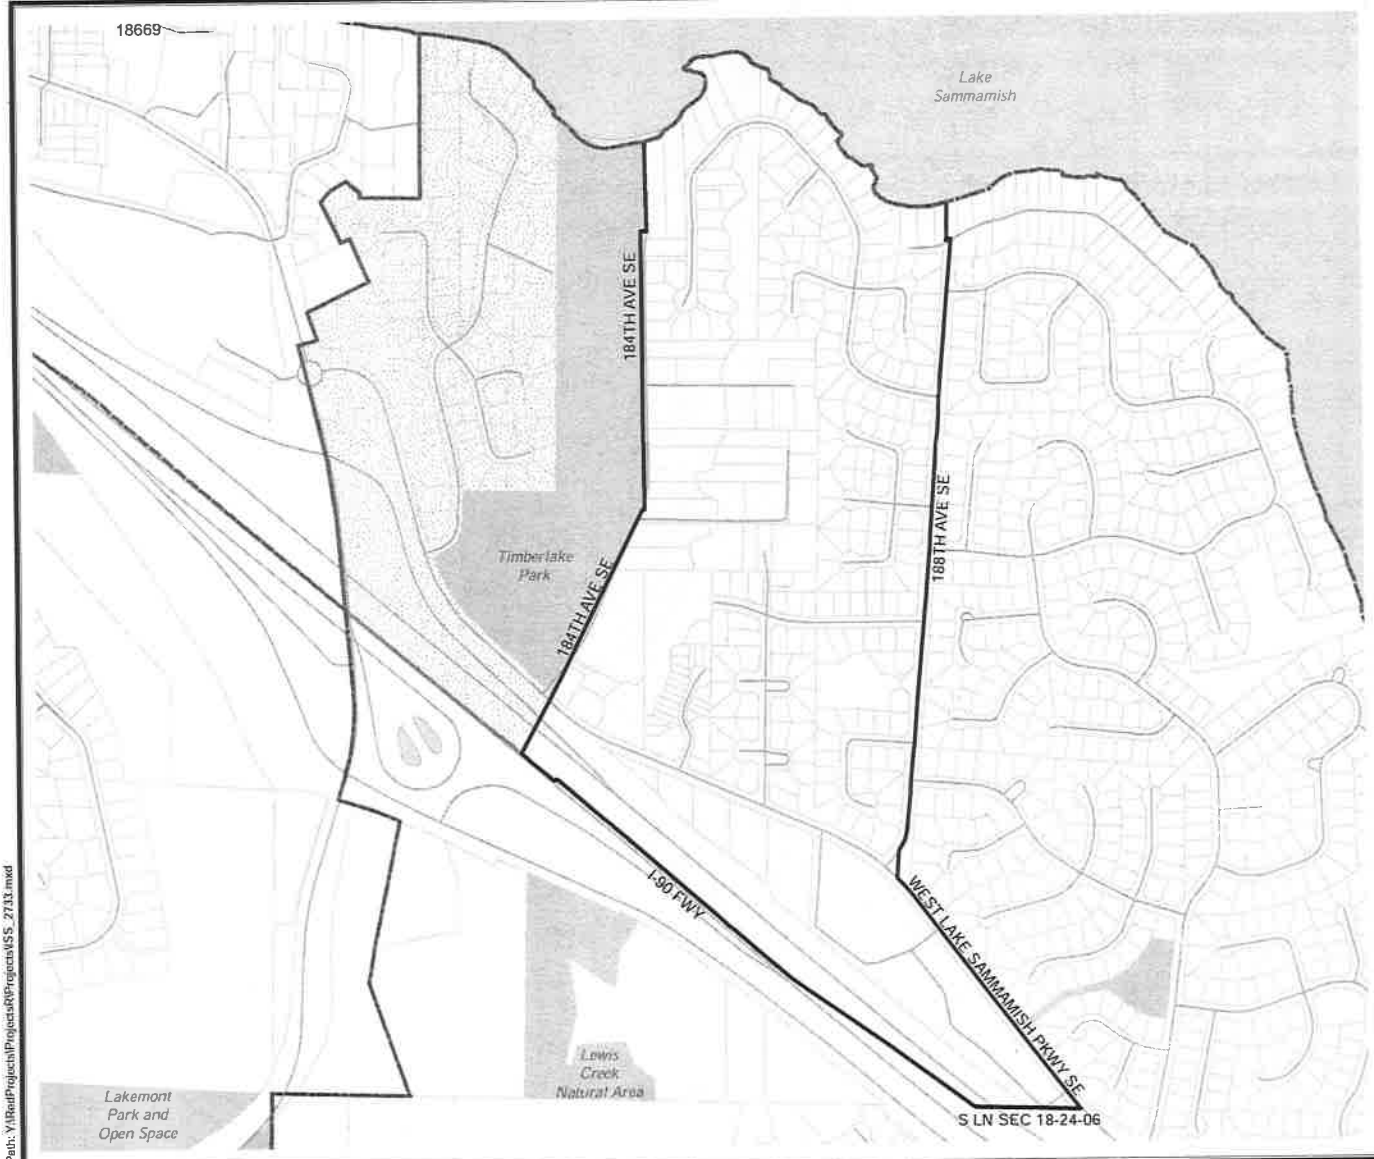 18669
Lake
Sammamish
184TH AVE SE
188TH AVE SE
Timberlake
Park
184TH AVE SE
I-90 FWY
WEST LAKE SAMMAMISH PKWY SE
Lewis
Creek
Natural Area
Lakemont
Park and
Open Space
S LN SEC 18-24-06